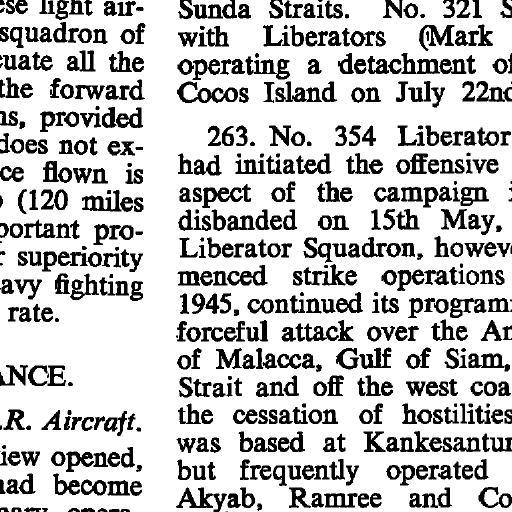 ese light air-
squadron of
cuate all the
the forward
ns, provided
does not ex-
ce flown is
(120 miles
portant pro-
superiority
avy fighting
rate.
ANCE.
.R. Aircraft.
iew opened,
had become
Sunda Straits. No. 321 S
with Liberators (Mark
operating a detachment of
Cocos Island on July 22nd
263. No. 354 Liberator
had initiated the offensive
aspect of the campaign i
disbanded on 15th May,
Liberator Squadron, howev
menced strike operations
1945, continued its program
forceful attack over the An
of Malacca, Gulf of Siam,
Strait and off the west coa
the cessation of hostilities
was based at Kankesantur
but frequently operated
Akyab, Ramree and Co